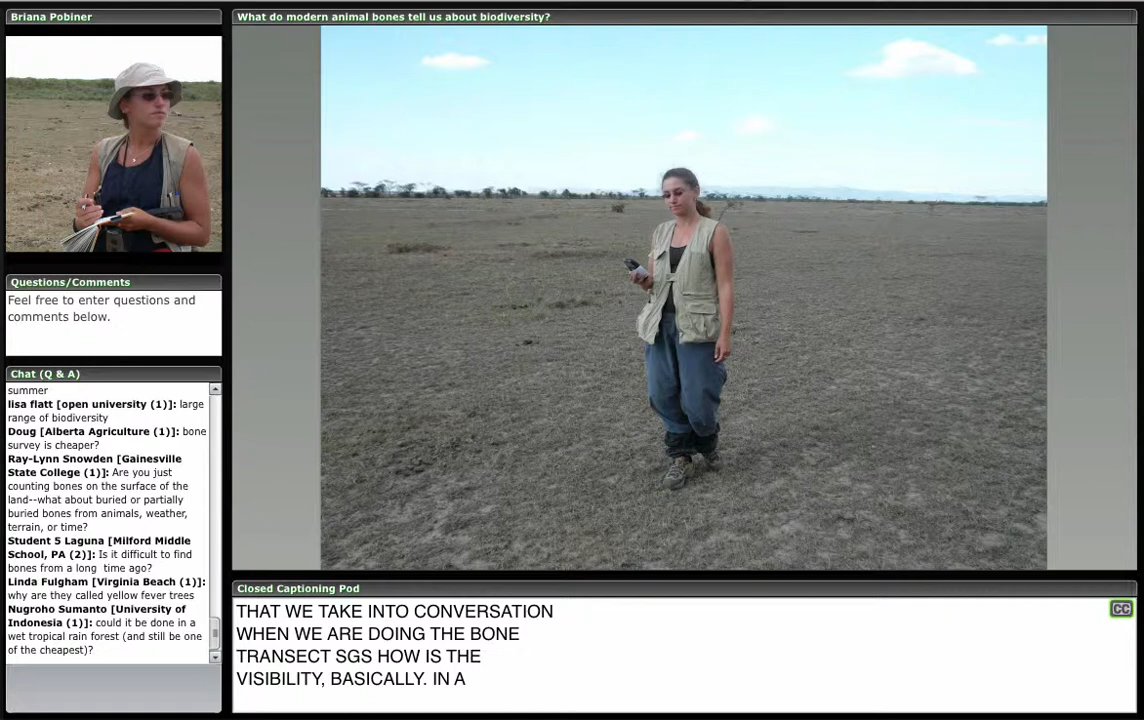 Briana Pobiner
What do modern animal bones tell us about biodiversity?
Questions/Comments
Feel free to enter questions and
comments below.
Chat (Q & A)
summer
lisa flatt [open university (1)]: large
range of biodiversity
Doug [Alberta Agriculture (1)]: bone
survey is cheaper?
Ray-Lynn Snowden [Gainesville
State College (1)]: Are you just
counting bones on the surface of the
land--what about buried or partially
buried bones from animals, weather,
terrain, or time?
Student 5 Laguna [Milford Middle
School, PA (2)]: Is it difficult to find
bones from a long time ago?
Linda Fulgham [Virginia Beach (1)]:
why are they called yellow fever trees
Nugroho Sumanto [University of
Indonesia (1)]: could it be done in a
wet tropical rain forest (and still be one
of the cheapest)?
Closed Captioning Pod
CC
THAT WE TAKE INTO CONVERSATION
WHEN WE ARE DOING THE BONE
TRANSECT SGS HOW IS THE
VISIBILITY, BASICALLY. IN A